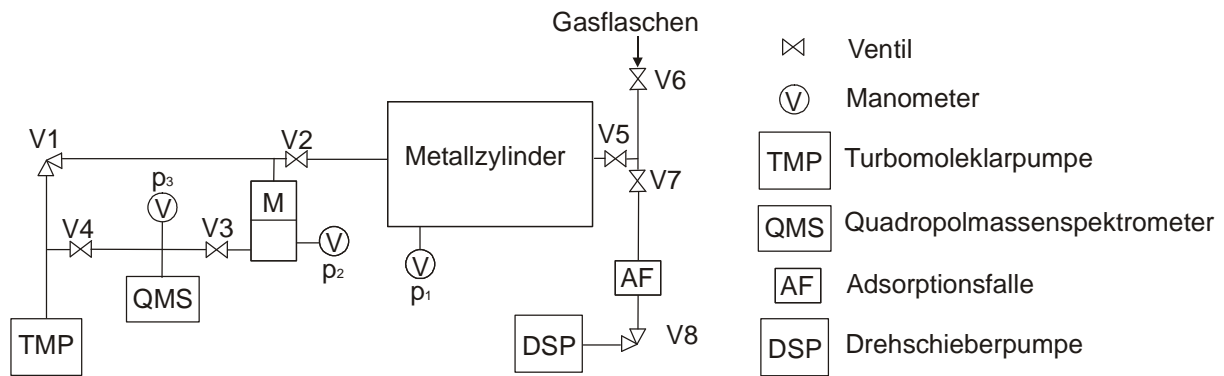 Gasflaschen
V6
V1
V2
Metallzylinder
V5
V7
p3
V
M
V4
V3
V
p2
V
p1
QMS
TMP
AF
DSP
V8
Ventil
V Manometer
TMP Turbomoleklarpumpe
QMS Quadropolmassenspektrometer
AF Adsorptionsfalle
DSP Drehschieberpumpe